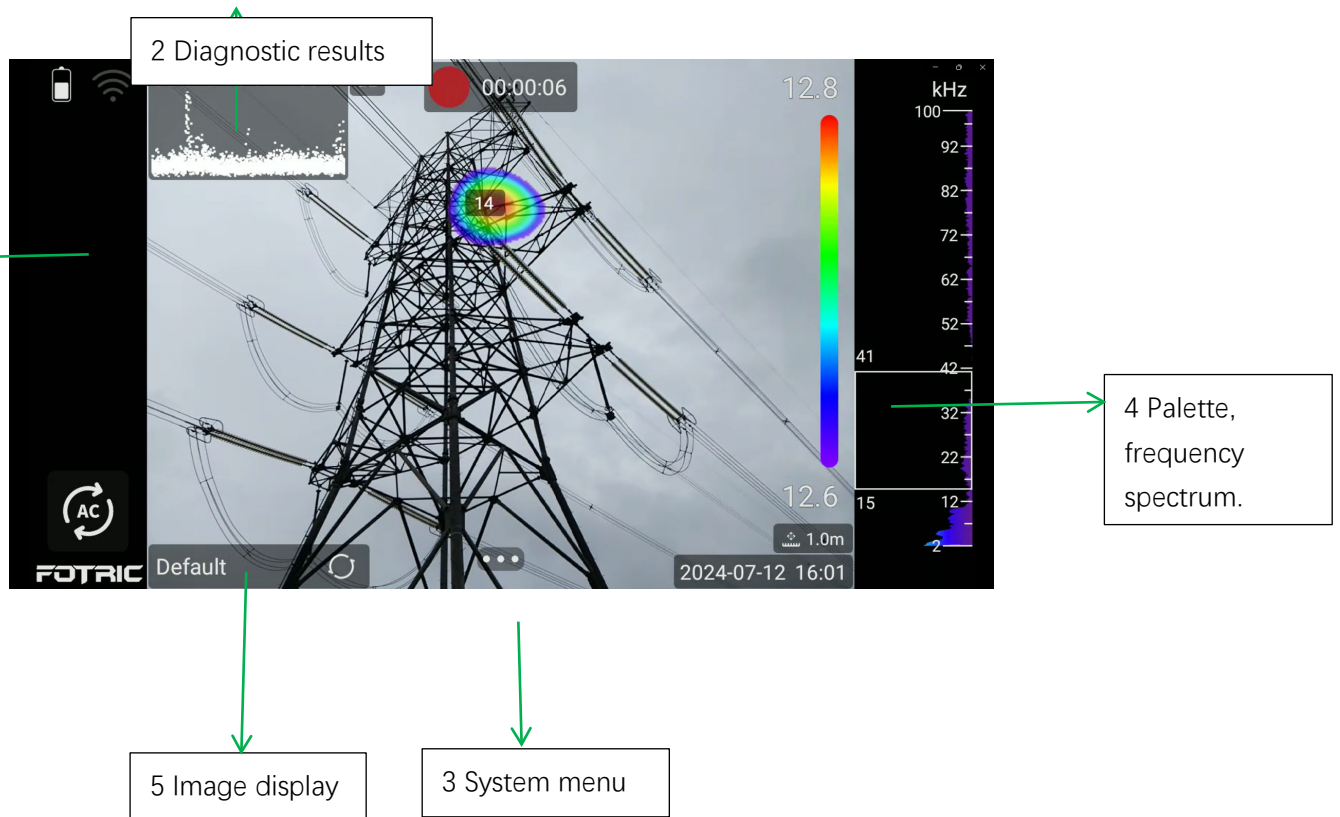 2 Diagnostic results
00:00:06
12.8
kHz
100
92
82
72
62
52
42
32
22
12
2
41
15
14
12.6
1.0m
AC
FOTRIC
Default
2024-07-12 16:01
4 Palette,
frequency
spectrum.
5 Image display
3 System menu